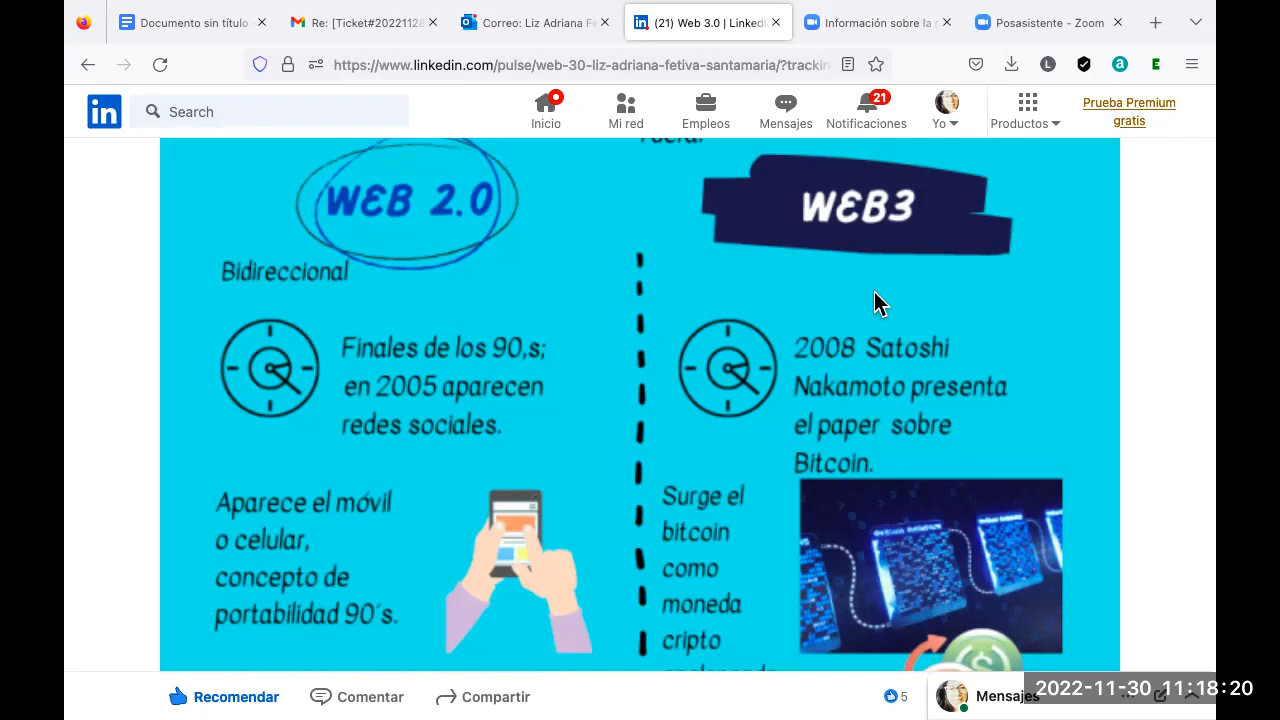 Documento sin título
Re: [Ticket#20221128
Correo: Liz Adriana Fe
(21) Web 3.0 | LinkedI
Información sobre la
Posasistente - Zoom
https://www.linkedin.com/pulse/web-30-liz-adriana-fetiva-santamaria/?trackin
L
a
E
in
Search
Inicio
Mi red
Empleos
Mensajes
21
Notificaciones
Yo
Productos
Prueba Premium
gratis
WEB 2.0
WEB3
Bidireccional
Finales de los 90,s;
en 2005 aparecen
redes sociales.
2008 Satoshi
Nakamoto presenta
el paper sobre
Bitcoin.
Aparece el móvil
o celular,
concepto de
portabilidad 90´s.
Surge el
bitcoin
como
moneda
cripto
Recomendar
Comentar
Compartir
5
Mensajes
2022-11-30 11:18:20